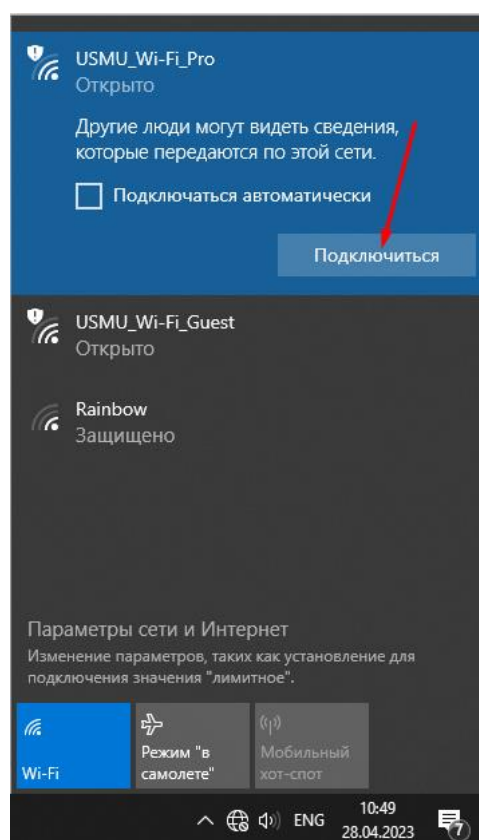 USMU_Wi-Fi_Pro
Открыто
Другие люди могут видеть сведения,
которые передаются по этой сети.
Подключаться автоматически
Подключиться
USMU_Wi-Fi_Guest
Открыто
Rainbow
Защищено
Параметры сети и Интернет
Изменение параметров, таких как установление для
подключения значения "лимитное".
Wi-Fi
Режим "в
самолете"
Мобильный
хот-спот
ENG
10:49
28.04.2023
7